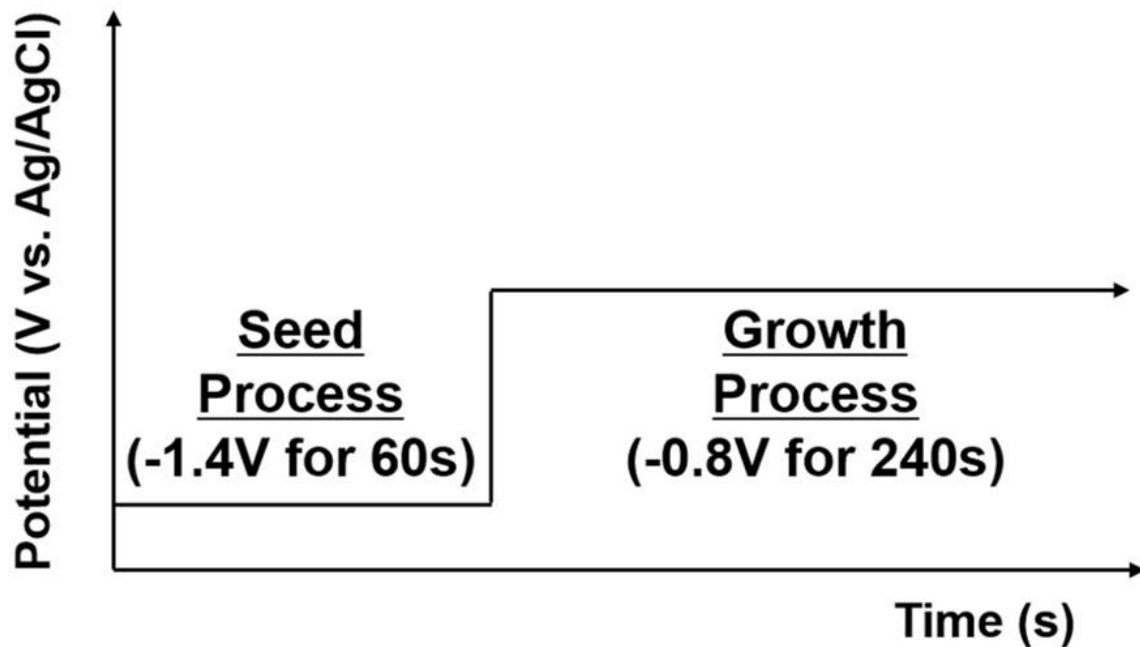 Potential (V vs. Ag/AgCl)
Seed
Process
(-1.4V for 60s)
Growth
Process
(-0.8V for 240s)
Time (s)